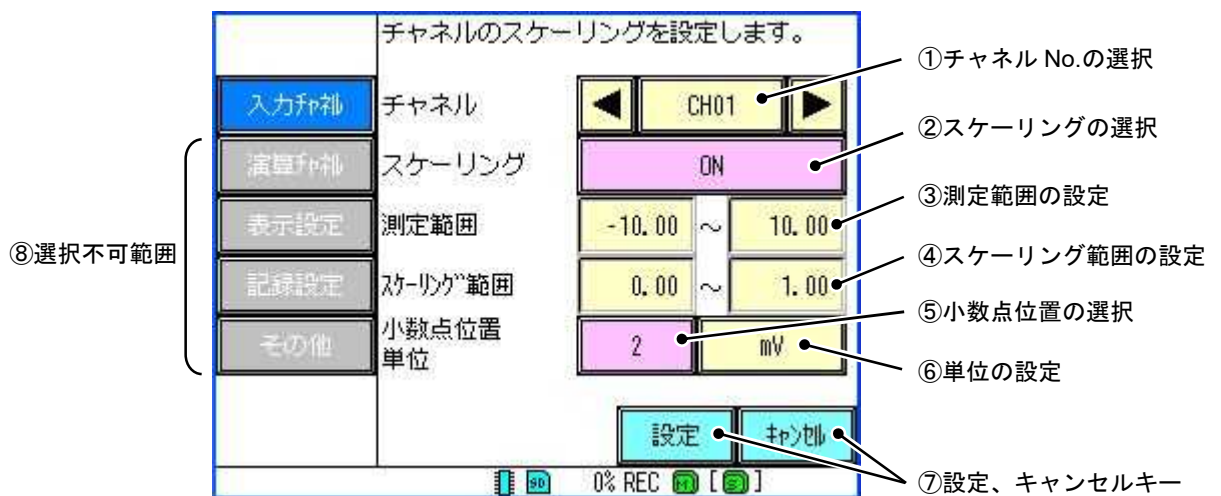 チャネルのスケーリングを設定します。
入力ﾁｬﾈﾙ
チャネル
CH01
①チャネル No.の選択
演算ﾁｬﾈﾙ
スケーリング
ON
②スケーリングの選択
表示設定
測定範囲
-10.00 ～ 10.00
③測定範囲の設定
⑧選択不可範囲
記録設定
ｽｹｰﾘﾝｸﾞ範囲
0.00 ～ 1.00
④スケーリング範囲の設定
その他
小数点位置
単位
2
mV
⑤小数点位置の選択
⑥単位の設定
設定
ｷｬﾝｾﾙ
⑦設定、キャンセルキー
SD
0% REC [M] [S]